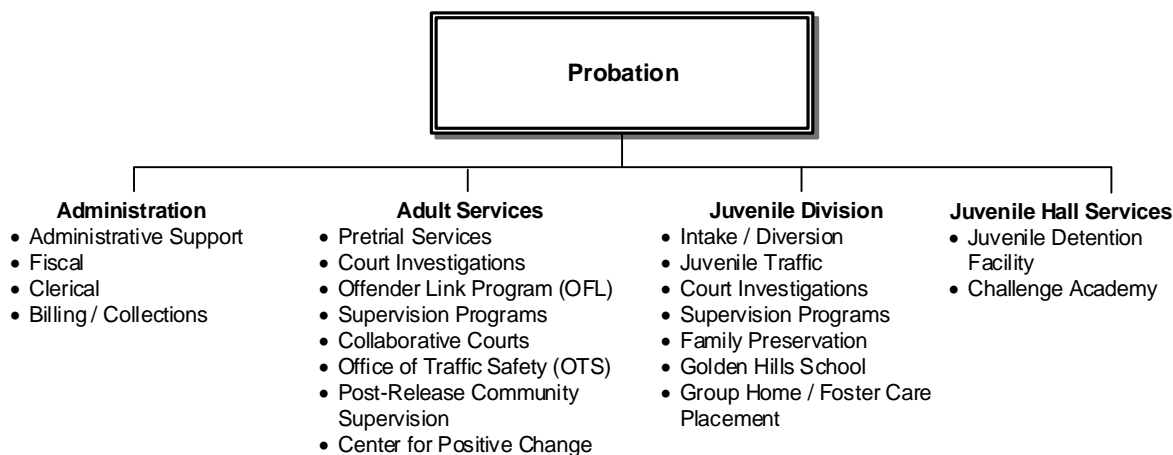 Probation
Administration
• Administrative Support
• Fiscal
• Clerical
• Billing / Collections
Adult Services
• Pretrial Services
• Court Investigations
• Offender Link Program (OFL)
• Supervision Programs
• Collaborative Courts
• Office of Traffic Safety (OTS)
• Post-Release Community
Supervision
• Center for Positive Change
Juvenile Division
• Intake / Diversion
• Juvenile Traffic
• Court Investigations
• Supervision Programs
• Family Preservation
• Golden Hills School
• Group Home / Foster Care
Placement
Juvenile Hall Services
• Juvenile Detention
Facility
• Challenge Academy